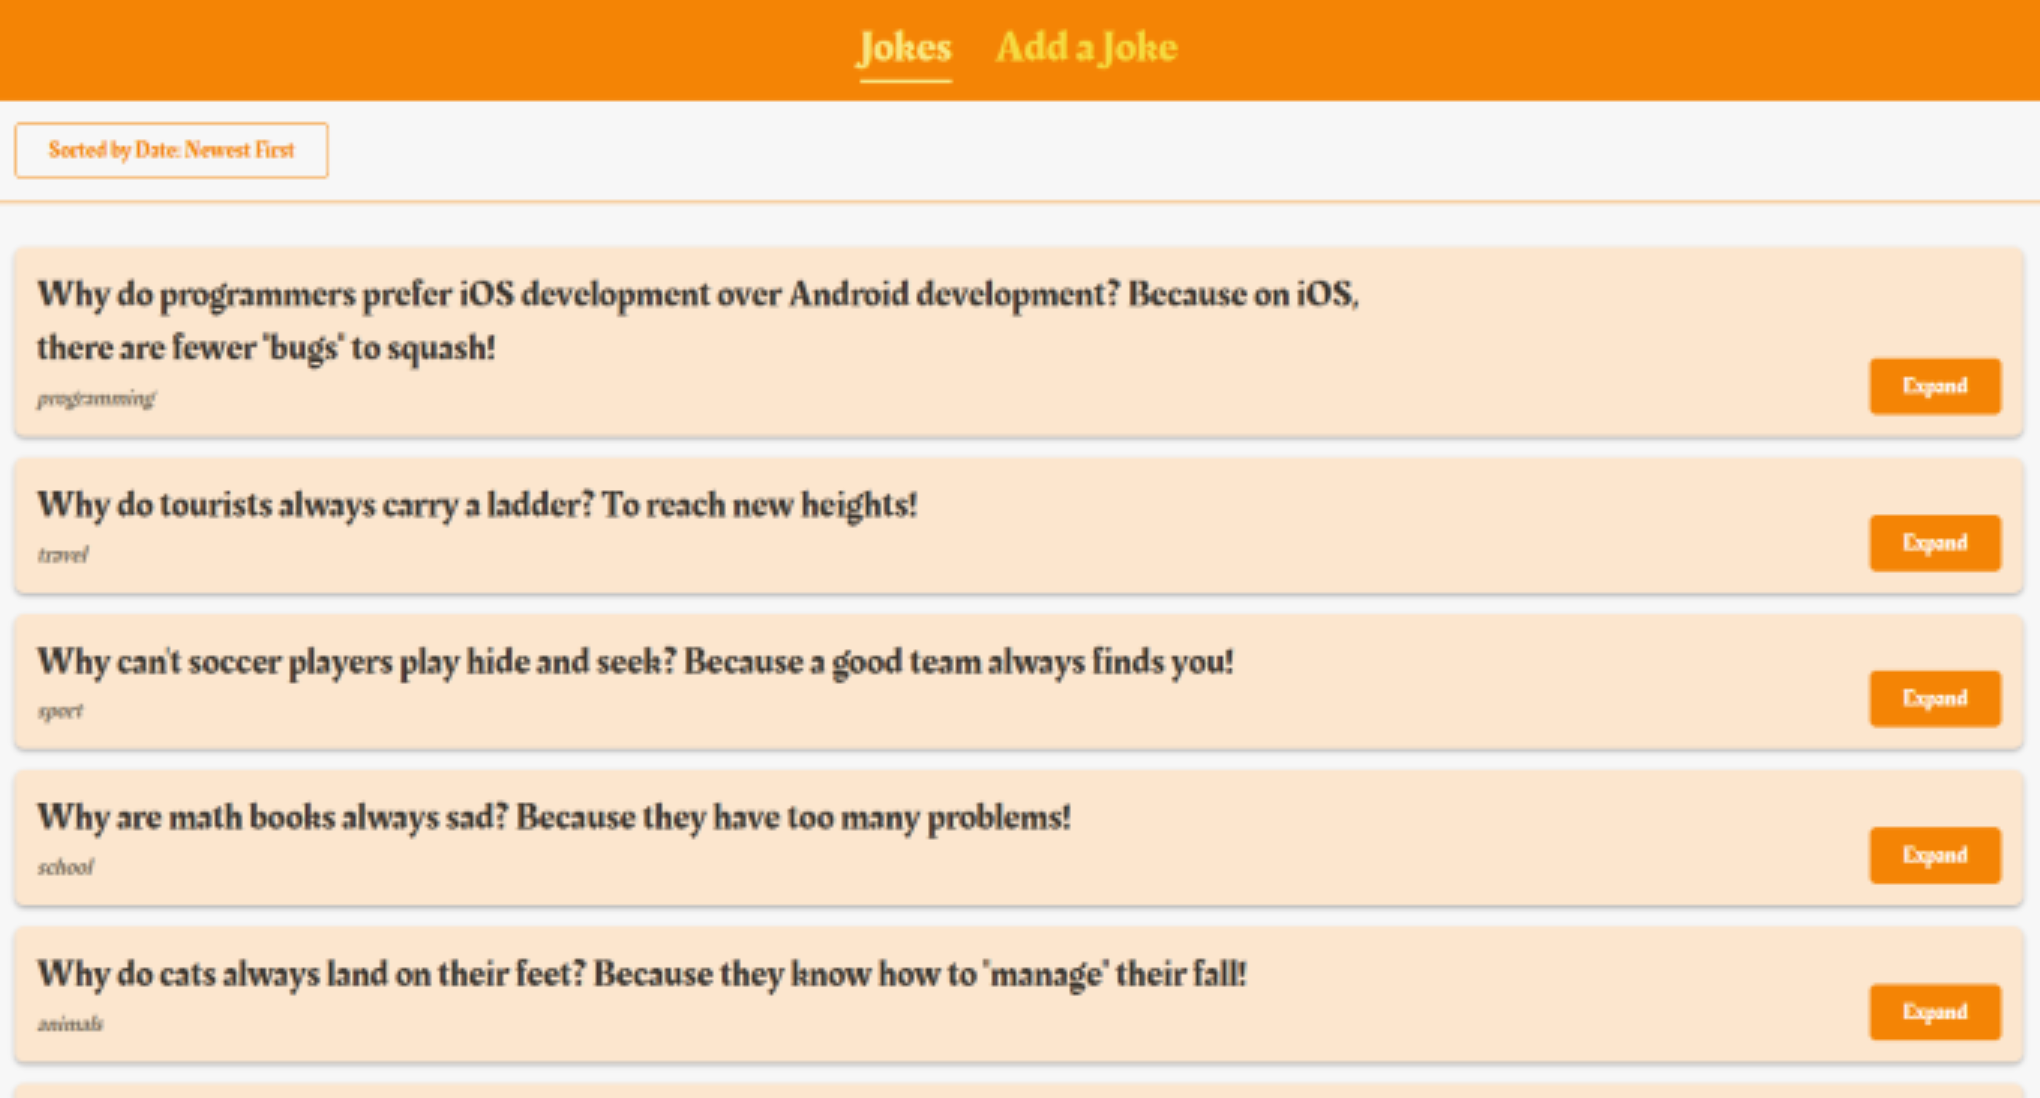 Jokes Add a Joke
Sorted by Date: Newest First
Why do programmers prefer iOS development over Android development? Because on iOS,
there are fewer "bugs" to squash!
programming
Expand
Why do tourists always carry a ladder? To reach new heights!
travel
Expand
Why can't soccer players play hide and seek? Because a good team always finds you!
sport
Expand
Why are math books always sad? Because they have too many problems!
school
Expand
Why do cats always land on their feet? Because they know how to "manage" their fall!
animals
Expand